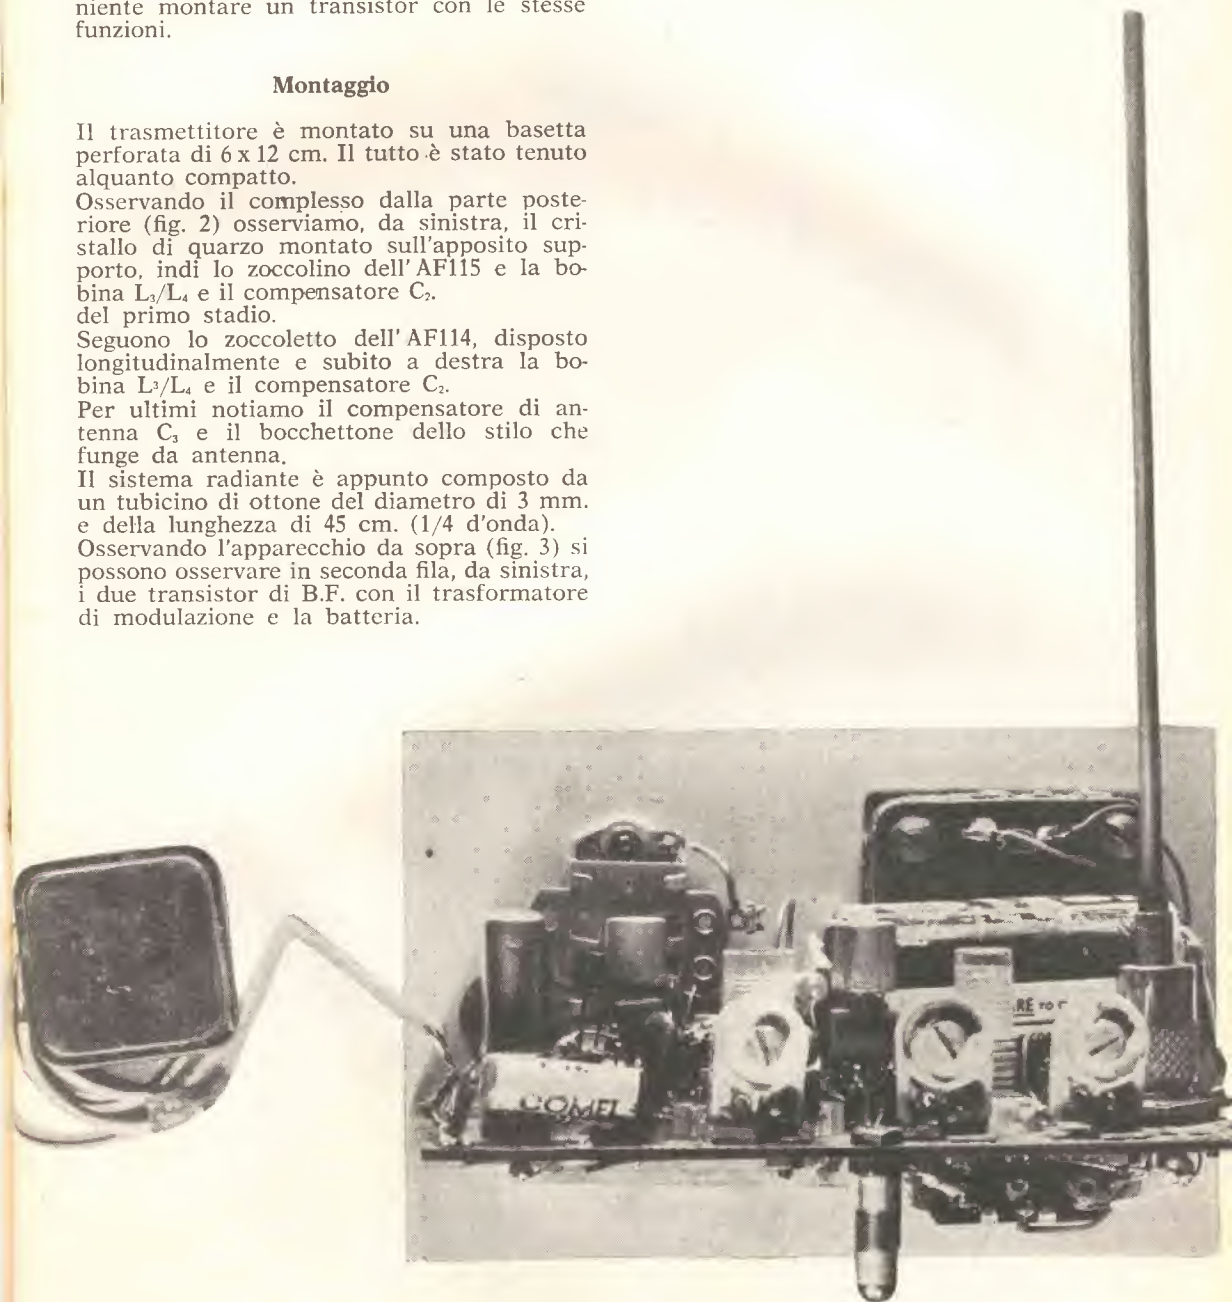 niente montare un transistor con le stesse
funzioni.
Montaggio
Il trasmettitore è montato su una basetta
perforata di 6 x 12 cm. Il tutto è stato tenuto
alquanto compatto.
Osservando il complesso dalla parte poste-
riore (fig. 2) osserviamo, da sinistra, il cri-
stallo di quarzo montato sull'apposito sup-
porto, indi lo zoccolino dell'AF115 e la bo-
bina L₃/L₄ e il compensatore C₂.
del primo stadio.
Seguono lo zoccoletto dell'AF114, disposto
longitudinalmente e subito a destra la bo-
bina L³/L₄ e il compensatore C₂.
Per ultimi notiamo il compensatore di an-
tenna C₃ e il bocchettone dello stilo che
funge da antenna.
Il sistema radiante è appunto composto da
un tubicino di ottone del diametro di 3 mm.
e della lunghezza di 45 cm. (1/4 d'onda).
Osservando l'apparecchio da sopra (fig. 3) si
possono osservare in seconda fila, da sinistra,
i due transistor di B.F. con il trasformatore
di modulazione e la batteria.
COMEL